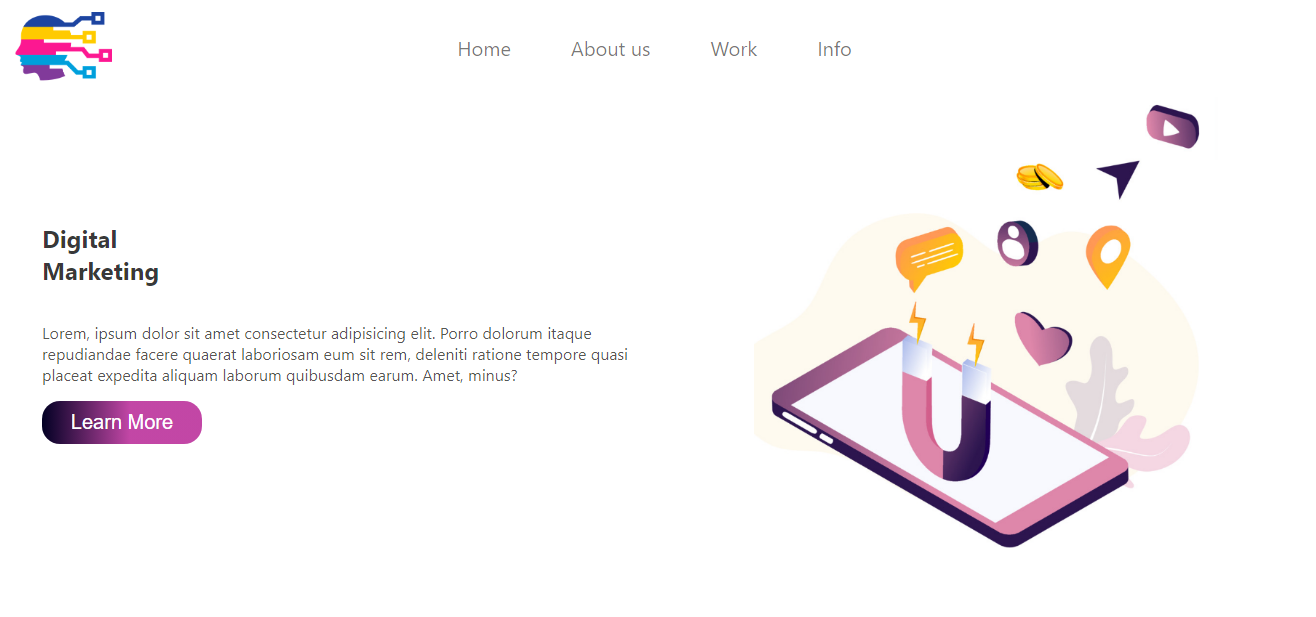 Home About us Work Info
Digital
Marketing
Lorem, ipsum dolor sit amet consectetur adipisicing elit. Porro dolorum itaque
repudiandae facere quaerat laboriosam eum sit rem, deleniti ratione tempore quasi
placeat expedita aliquam laborum quibusdam earum. Amet, minus?
Learn More